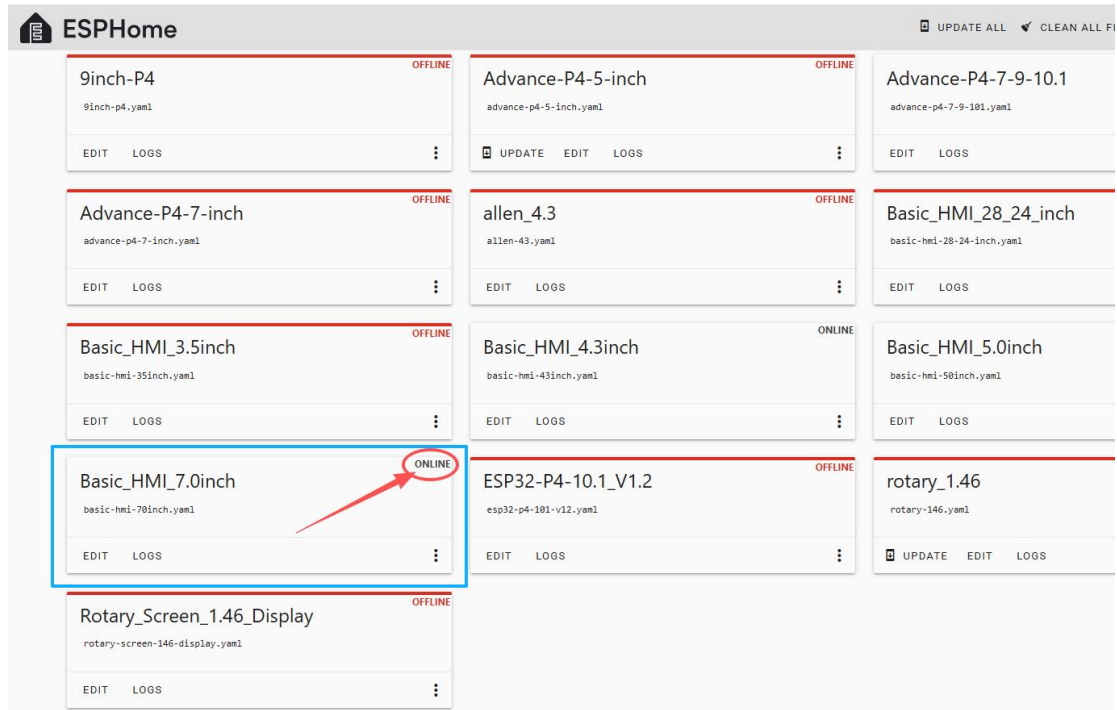 ESPHome
UPDATE ALL CLEAN ALL
OFFLINE
9inch-P4
9inch-p4.yaml
EDIT LOGS
OFFLINE
Advance-P4-5-inch
advance-p4-5-inch.yaml
UPDATE EDIT LOGS
Advance-P4-7-9-10.1
advance-p4-7-9-101.yaml
EDIT LOGS
OFFLINE
Advance-P4-7-inch
advance-p4-7-inch.yaml
EDIT LOGS
OFFLINE
allen_4.3
allen-43.yaml
EDIT LOGS
Basic_HMI_28_24_inch
basic-hmi-28-24-inch.yaml
EDIT LOGS
OFFLINE
Basic_HMI_3.5inch
basic-hmi-35inch.yaml
EDIT LOGS
ONLINE
Basic_HMI_4.3inch
basic-hmi-43inch.yaml
EDIT LOGS
Basic_HMI_5.0inch
basic-hmi-50inch.yaml
EDIT LOGS
ONLINE
Basic_HMI_7.0inch
basic-hmi-70inch.yaml
EDIT LOGS
OFFLINE
ESP32-P4-10.1_V1.2
esp32-p4-101-v12.yaml
EDIT LOGS
rotary_1.46
rotary-146.yaml
UPDATE EDIT LOGS
OFFLINE
Rotary_Screen_1.46_Display
rotary-screen-146-display.yaml
EDIT LOGS